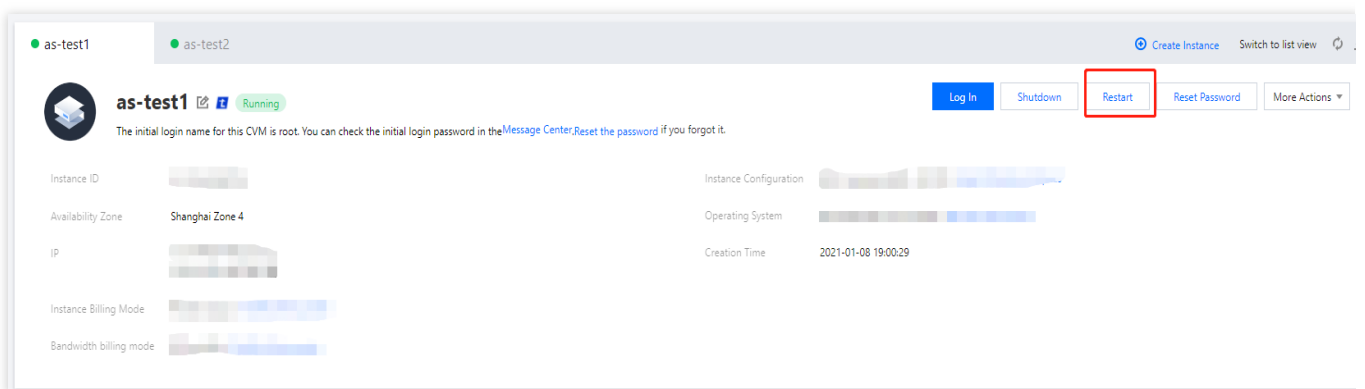 as-test1 as-test2 Create Instance Switch to list view
as-test1 Running Log In Shutdown Restart Reset Password More Actions
The initial login name for this CVM is root. You can check the initial login password in the Message Center,Reset the password if you forgot it.
Instance ID Instance Configuration
Availability Zone Shanghai Zone 4 Operating System
IP Creation Time 2021-01-08 19:00:29
Instance Billing Mode
Bandwidth billing mode